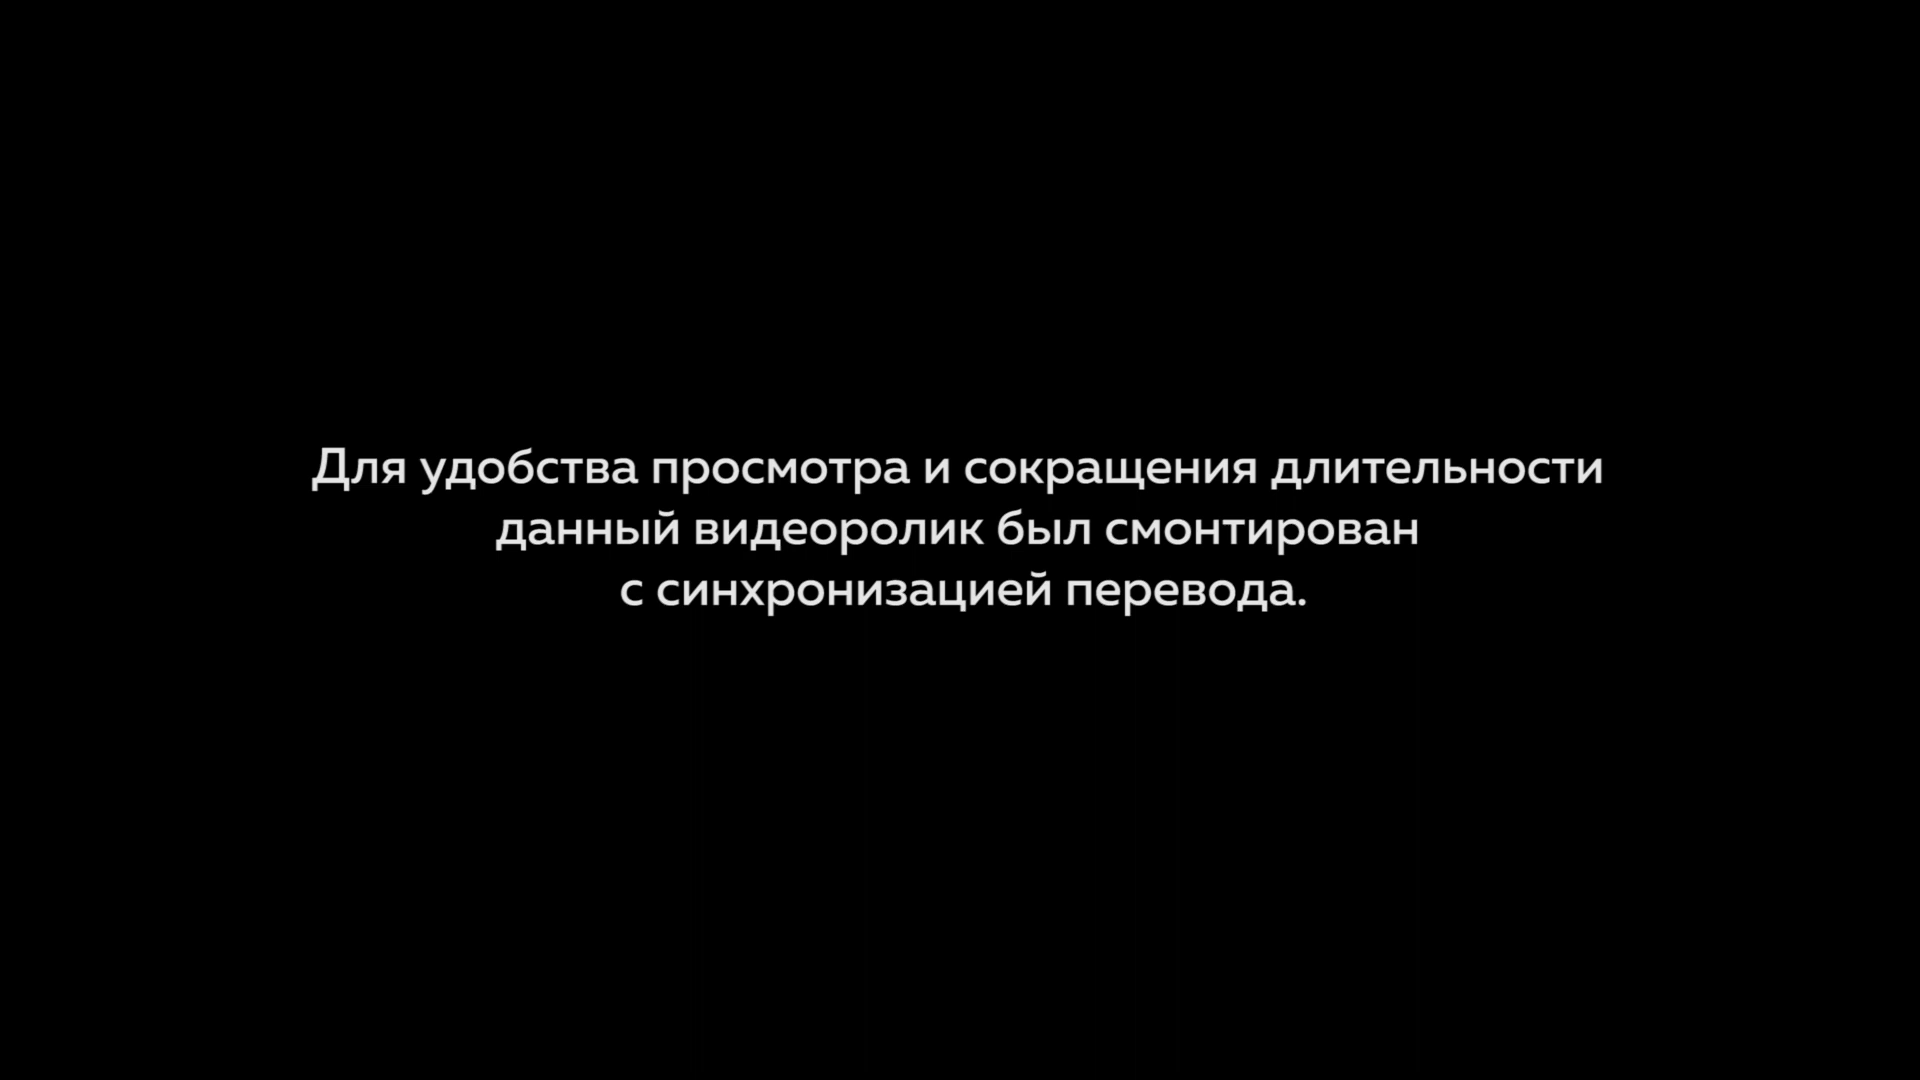 Для удобства просмотра и сокращения длительности
данный видеоролик был смонтирован
с синхронизацией перевода.